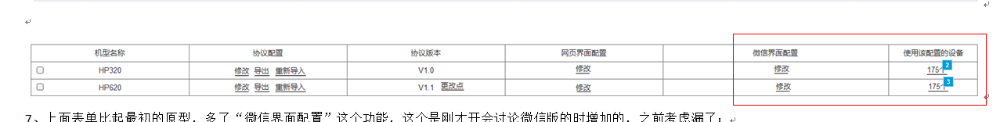 机型名称 协议配置 协议版本 网页界面配置 微信界面配置 使用该配置的设备
HP320 修改 导出 重新导入 V1.0 修改 修改 175个 2
HP620 修改 导出 重新导入 V1.1 更改点 修改 修改 175个 3
7、上面表单比起最初的原型，多了“微信界面配置”这个功能，这个是刚才开会讨论微信版的时增加的，之前考虑漏了；